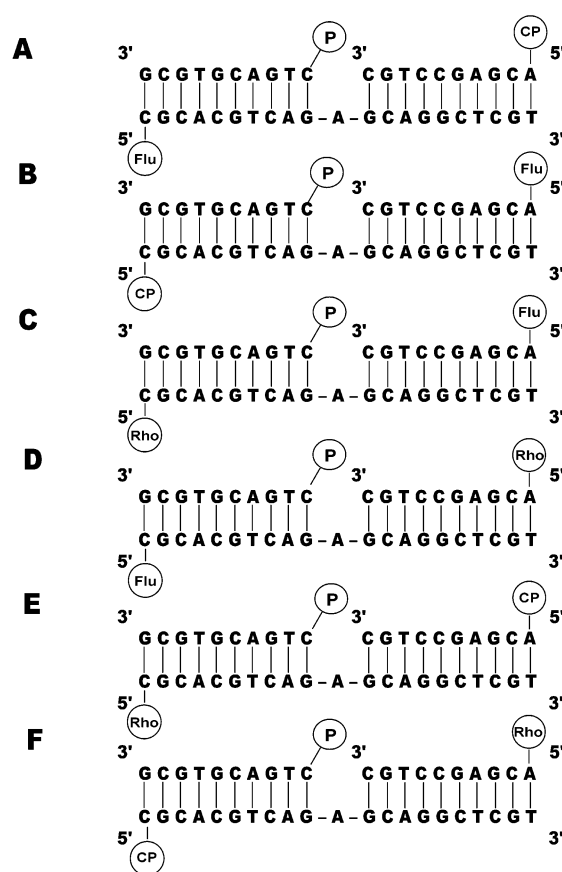 A P CP
3' 3' 5'
GCGTGCAGTC CGTCCGAGCA
CGCACGTCAG–A–GCAGGCTCGT
5' 3'
Flu
B P Flu
3' 3' 5'
GCGTGCAGTC CGTCCGAGCA
CGCACGTCAG–A–GCAGGCTCGT
5' 3'
CP
C P Flu
3' 3' 5'
GCGTGCAGTC CGTCCGAGCA
CGCACGTCAG–A–GCAGGCTCGT
5' 3'
Rho
D P Rho
3' 3' 5'
GCGTGCAGTC CGTCCGAGCA
CGCACGTCAG–A–GCAGGCTCGT
5' 3'
Flu
E P CP
3' 3' 5'
GCGTGCAGTC CGTCCGAGCA
CGCACGTCAG–A–GCAGGCTCGT
5' 3'
Rho
F P Rho
3' 3' 5'
GCGTGCAGTC CGTCCGAGCA
CGCACGTCAG–A–GCAGGCTCGT
5' 3'
CP